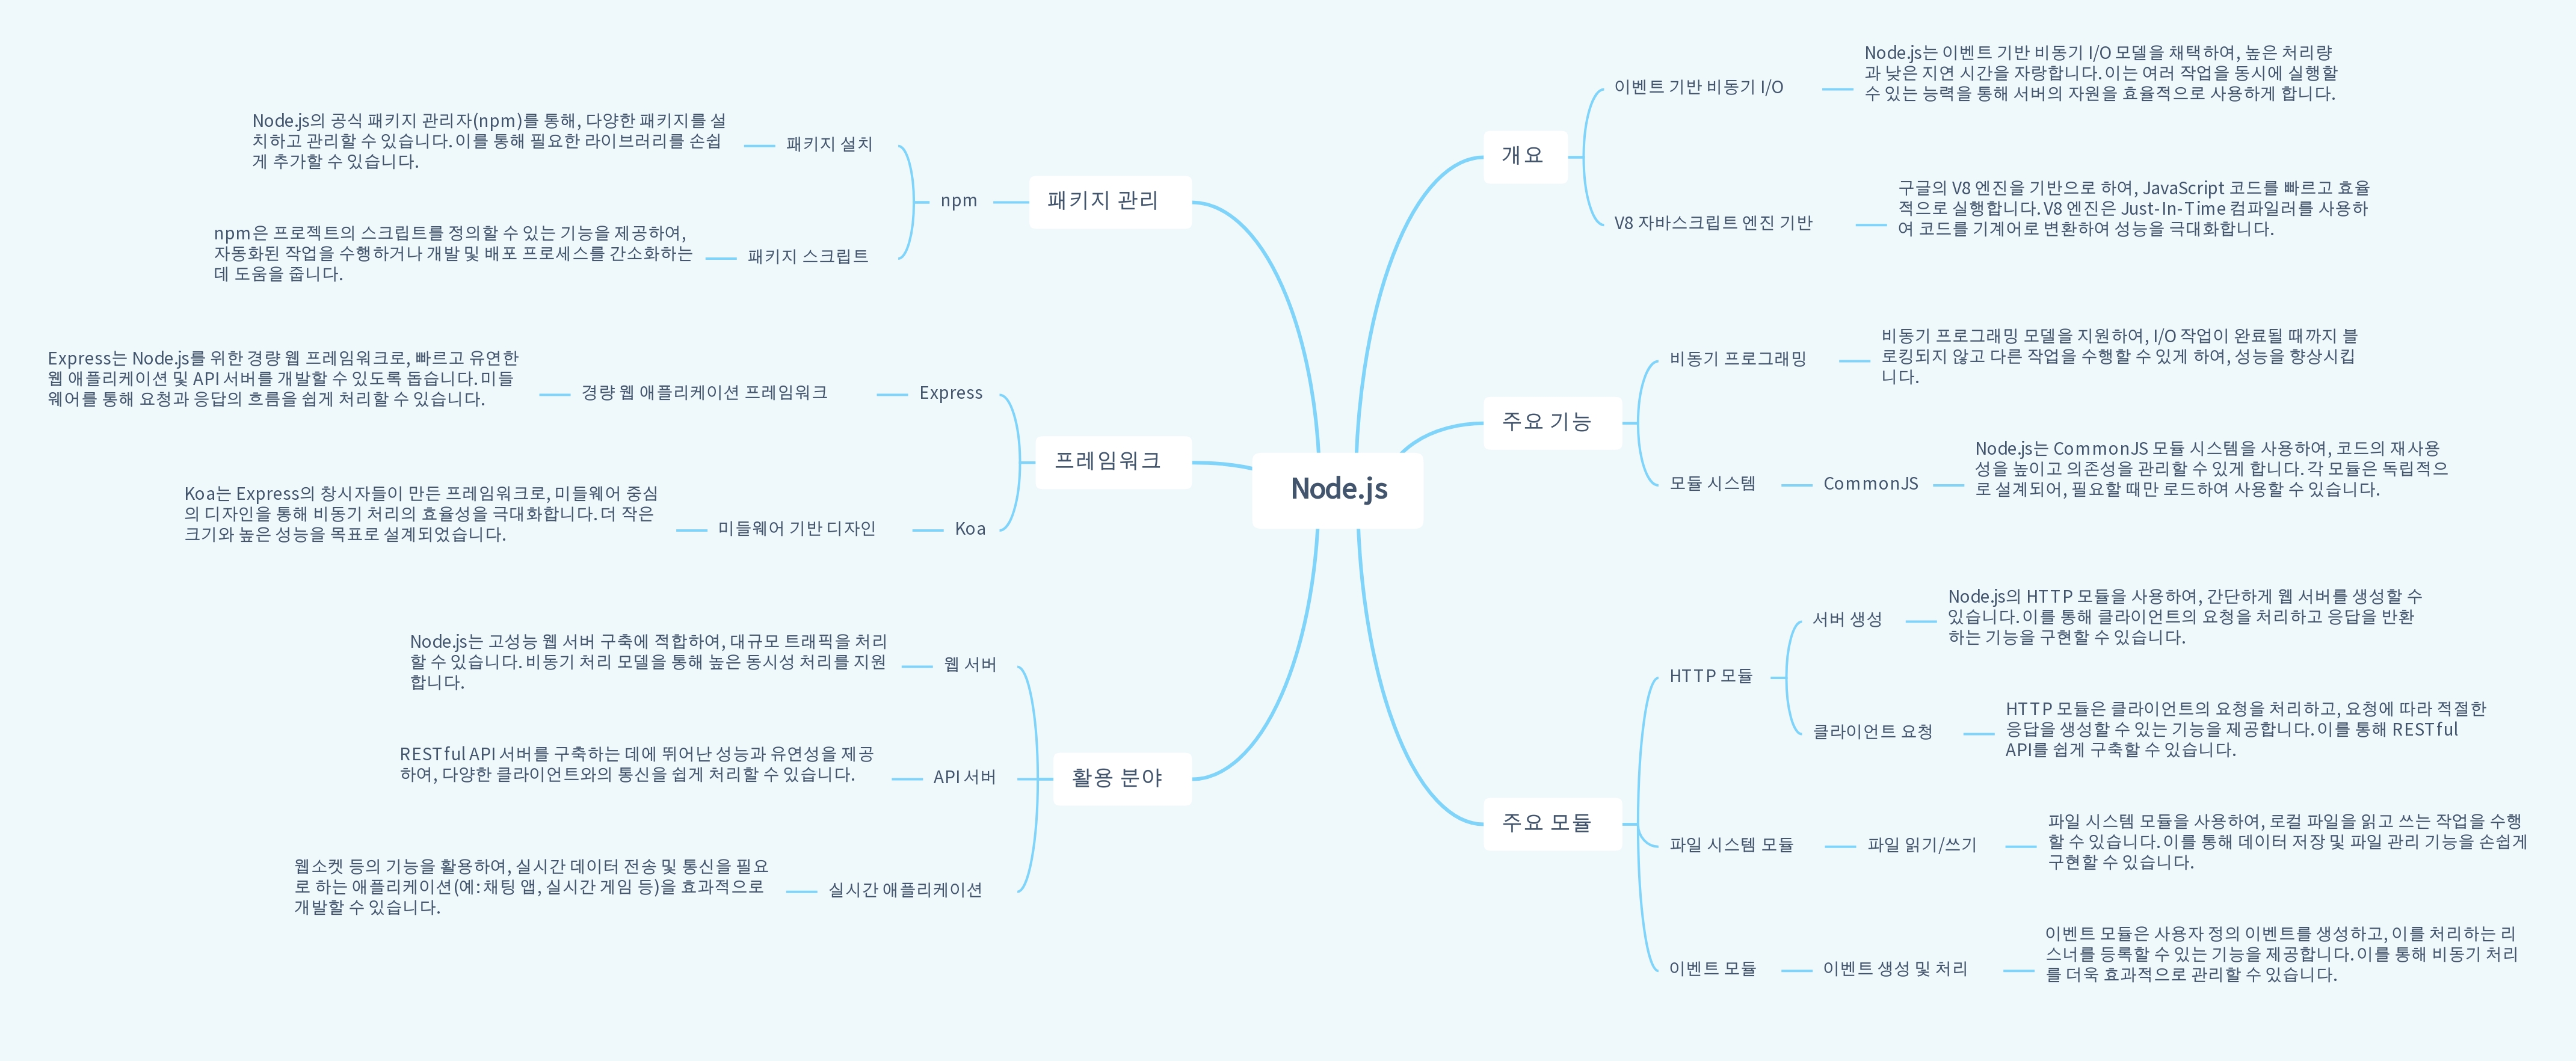 Node.js
개요
이벤트 기반 비동기 I/O
Node.js는 이벤트 기반 비동기 I/O 모델을 채택하여, 높은 처리량
과 낮은 지연 시간을 자랑합니다. 이는 여러 작업을 동시에 실행할
수 있는 능력을 통해 서버의 자원을 효율적으로 사용하게 합니다.
V8 자바스크립트 엔진 기반
구글의 V8 엔진을 기반으로 하여, JavaScript 코드를 빠르고 효율
적으로 실행합니다. V8 엔진은 Just-In-Time 컴파일러를 사용하
여 코드를 기계어로 변환하여 성능을 극대화합니다.
주요 기능
비동기 프로그래밍
비동기 프로그래밍 모델을 지원하여, I/O 작업이 완료될 때까지 블
로킹되지 않고 다른 작업을 수행할 수 있게 하여, 성능을 향상시킵
니다.
모듈 시스템
CommonJS
Node.js는 CommonJS 모듈 시스템을 사용하여, 코드의 재사용
성을 높이고 의존성을 관리할 수 있게 합니다. 각 모듈은 독립적으
로 설계되어, 필요할 때만 로드하여 사용할 수 있습니다.
주요 모듈
HTTP 모듈
서버 생성
Node.js의 HTTP 모듈을 사용하여, 간단하게 웹 서버를 생성할 수
있습니다. 이를 통해 클라이언트의 요청을 처리하고 응답을 반환
하는 기능을 구현할 수 있습니다.
클라이언트 요청
HTTP 모듈은 클라이언트의 요청을 처리하고, 요청에 따라 적절한
응답을 생성할 수 있는 기능을 제공합니다. 이를 통해 RESTful
API를 쉽게 구축할 수 있습니다.
파일 시스템 모듈
파일 읽기/쓰기
파일 시스템 모듈을 사용하여, 로컬 파일을 읽고 쓰는 작업을 수행
할 수 있습니다. 이를 통해 데이터 저장 및 파일 관리 기능을 손쉽게
구현할 수 있습니다.
이벤트 모듈
이벤트 생성 및 처리
이벤트 모듈은 사용자 정의 이벤트를 생성하고, 이를 처리하는 리
스너를 등록할 수 있는 기능을 제공합니다. 이를 통해 비동기 처리
를 더욱 효과적으로 관리할 수 있습니다.
패키지 관리
npm
패키지 설치
Node.js의 공식 패키지 관리자(npm)를 통해, 다양한 패키지를 설
치하고 관리할 수 있습니다. 이를 통해 필요한 라이브러리를 손쉽
게 추가할 수 있습니다.
패키지 스크립트
npm은 프로젝트의 스크립트를 정의할 수 있는 기능을 제공하여,
자동화된 작업을 수행하거나 개발 및 배포 프로세스를 간소화하는
데 도움을 줍니다.
프레임워크
Express
경량 웹 애플리케이션 프레임워크
Express는 Node.js를 위한 경량 웹 프레임워크로, 빠르고 유연한
웹 애플리케이션 및 API 서버를 개발할 수 있도록 돕습니다. 미들
웨어를 통해 요청과 응답의 흐름을 쉽게 처리할 수 있습니다.
Koa
미들웨어 기반 디자인
Koa는 Express의 창시자들이 만든 프레임워크로, 미들웨어 중심
의 디자인을 통해 비동기 처리의 효율성을 극대화합니다. 더 작은
크기와 높은 성능을 목표로 설계되었습니다.
활용 분야
웹 서버
Node.js는 고성능 웹 서버 구축에 적합하여, 대규모 트래픽을 처리
할 수 있습니다. 비동기 처리 모델을 통해 높은 동시성 처리를 지원
합니다.
API 서버
RESTful API 서버를 구축하는 데에 뛰어난 성능과 유연성을 제공
하여, 다양한 클라이언트와의 통신을 쉽게 처리할 수 있습니다.
실시간 애플리케이션
웹소켓 등의 기능을 활용하여, 실시간 데이터 전송 및 통신을 필요
로 하는 애플리케이션(예: 채팅 앱, 실시간 게임 등)을 효과적으로
개발할 수 있습니다.